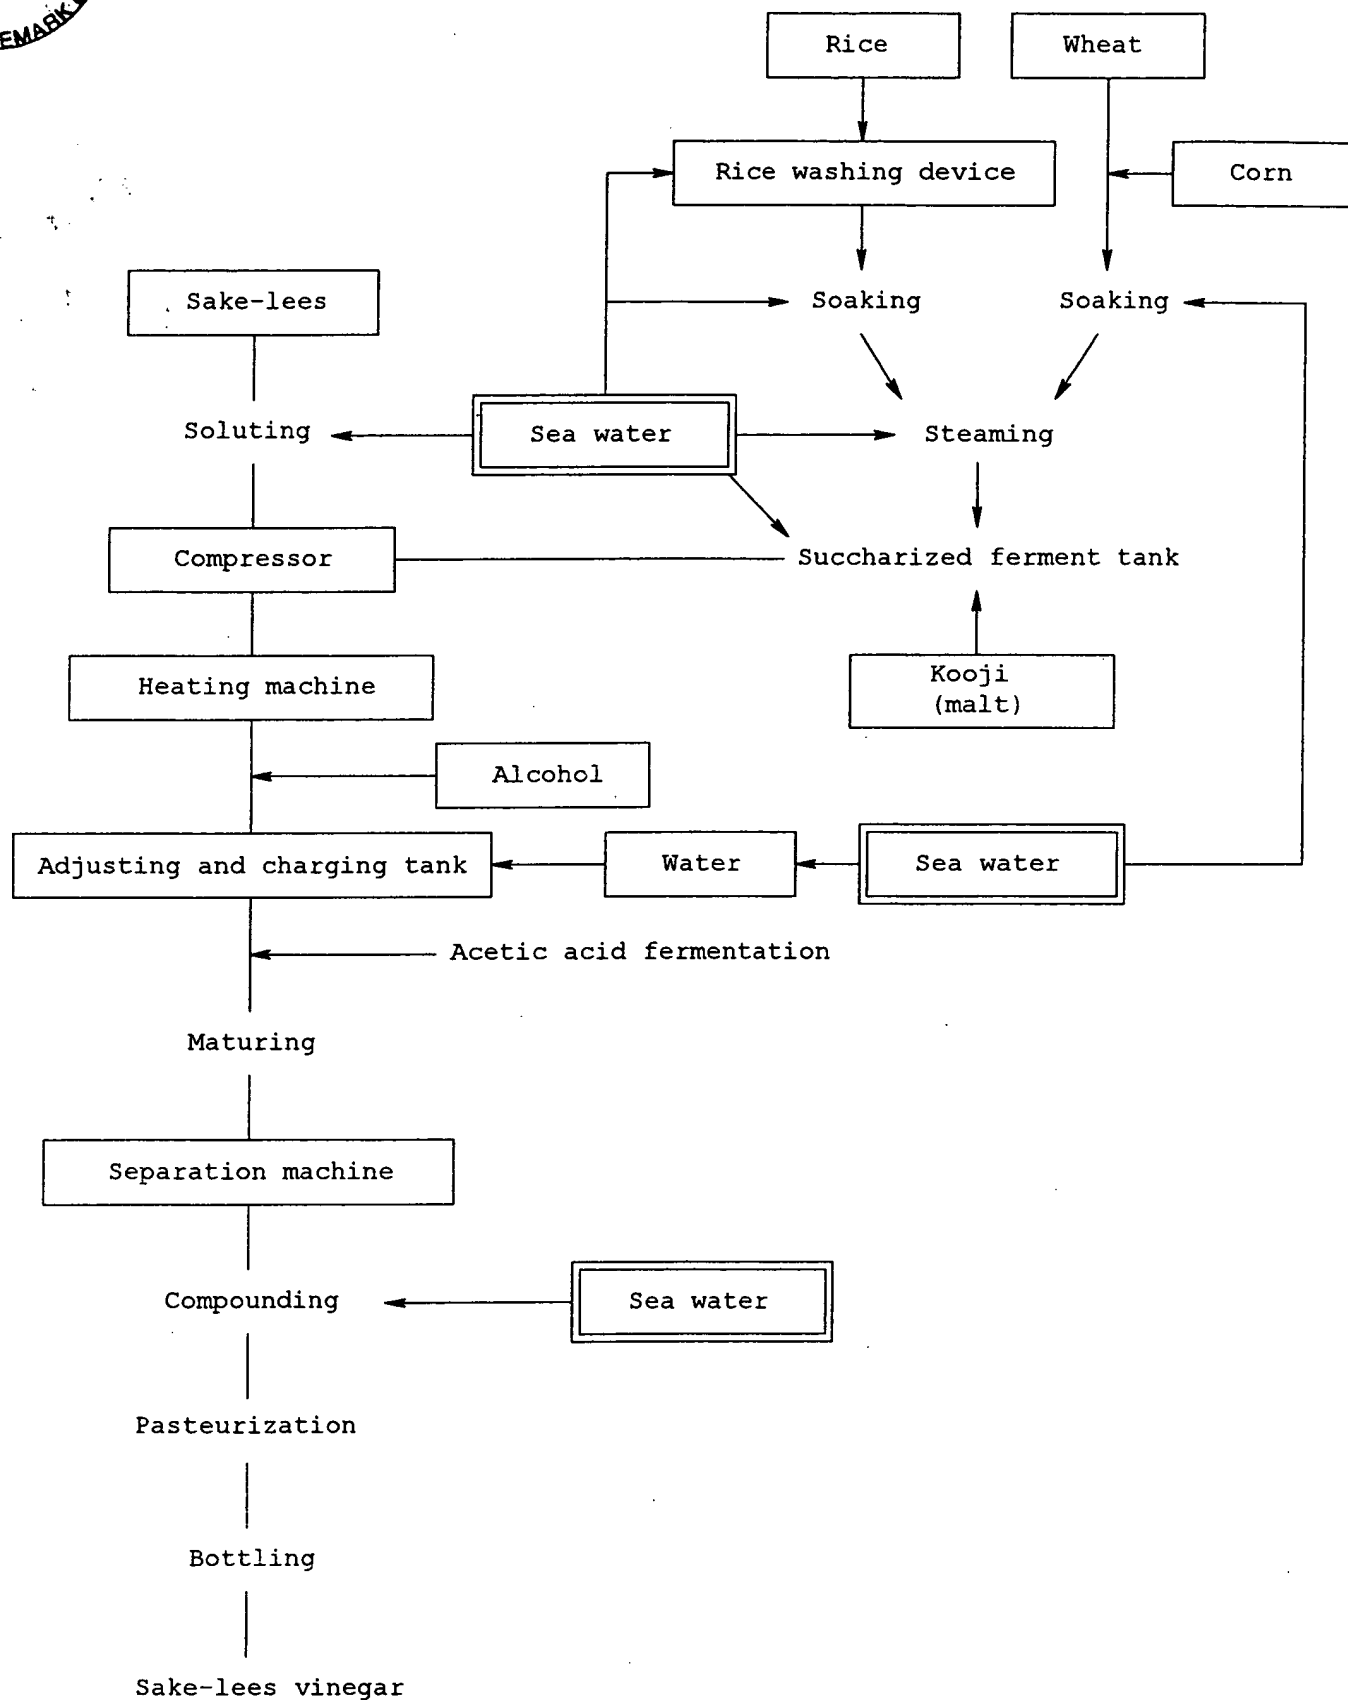 EMARK
Rice
Wheat
Rice washing device
Corn
Sake-lees
Soaking
Soaking
Soluting
Sea water
Steaming
Compressor
Succharized ferment tank
Heating machine
Kooji
(malt)
Alcohol
Adjusting and charging tank
Water
Sea water
Acetic acid fermentation
Maturing
Separation machine
Compounding
Sea water
Pasteurization
Bottling
Sake-lees vinegar